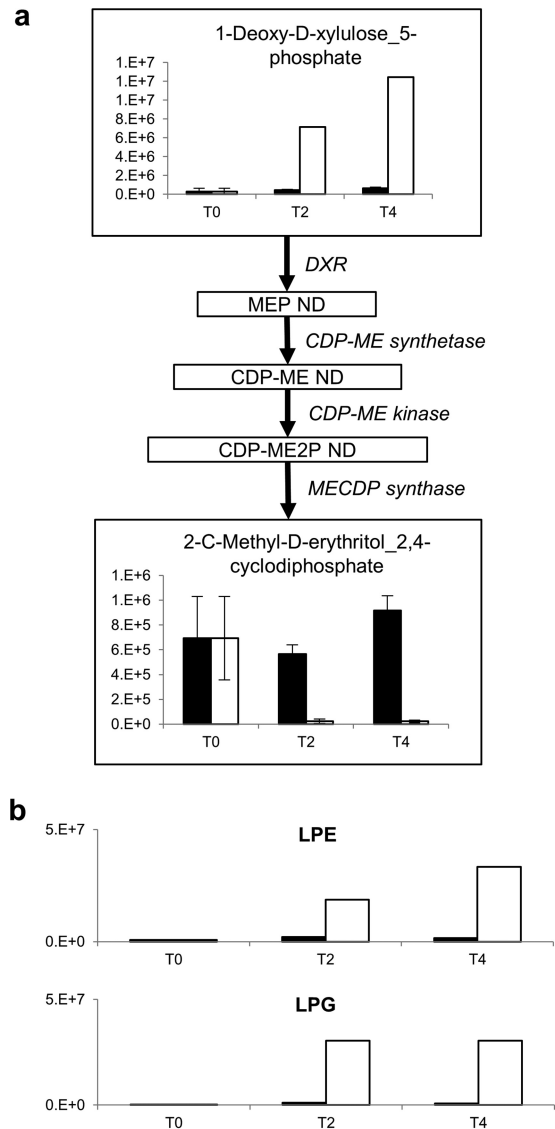 a
1-Deoxy-D-xylulose_5-
phosphate
1.E+7
1.E+7
1.E+7
8.E+6
6.E+6
4.E+6
2.E+6
0.E+0
T0 T2 T4
DXR
MEP ND
CDP-ME synthetase
CDP-ME ND
CDP-ME kinase
CDP-ME2P ND
MECDP synthase
2-C-Methyl-D-erythritol_2,4-
cyclodiphosphate
1.E+6
1.E+6
8.E+5
6.E+5
4.E+5
2.E+5
0.E+0
T0 T2 T4
b
LPE
5.E+7
0.E+0
T0 T2 T4
LPG
5.E+7
0.E+0
T0 T2 T4